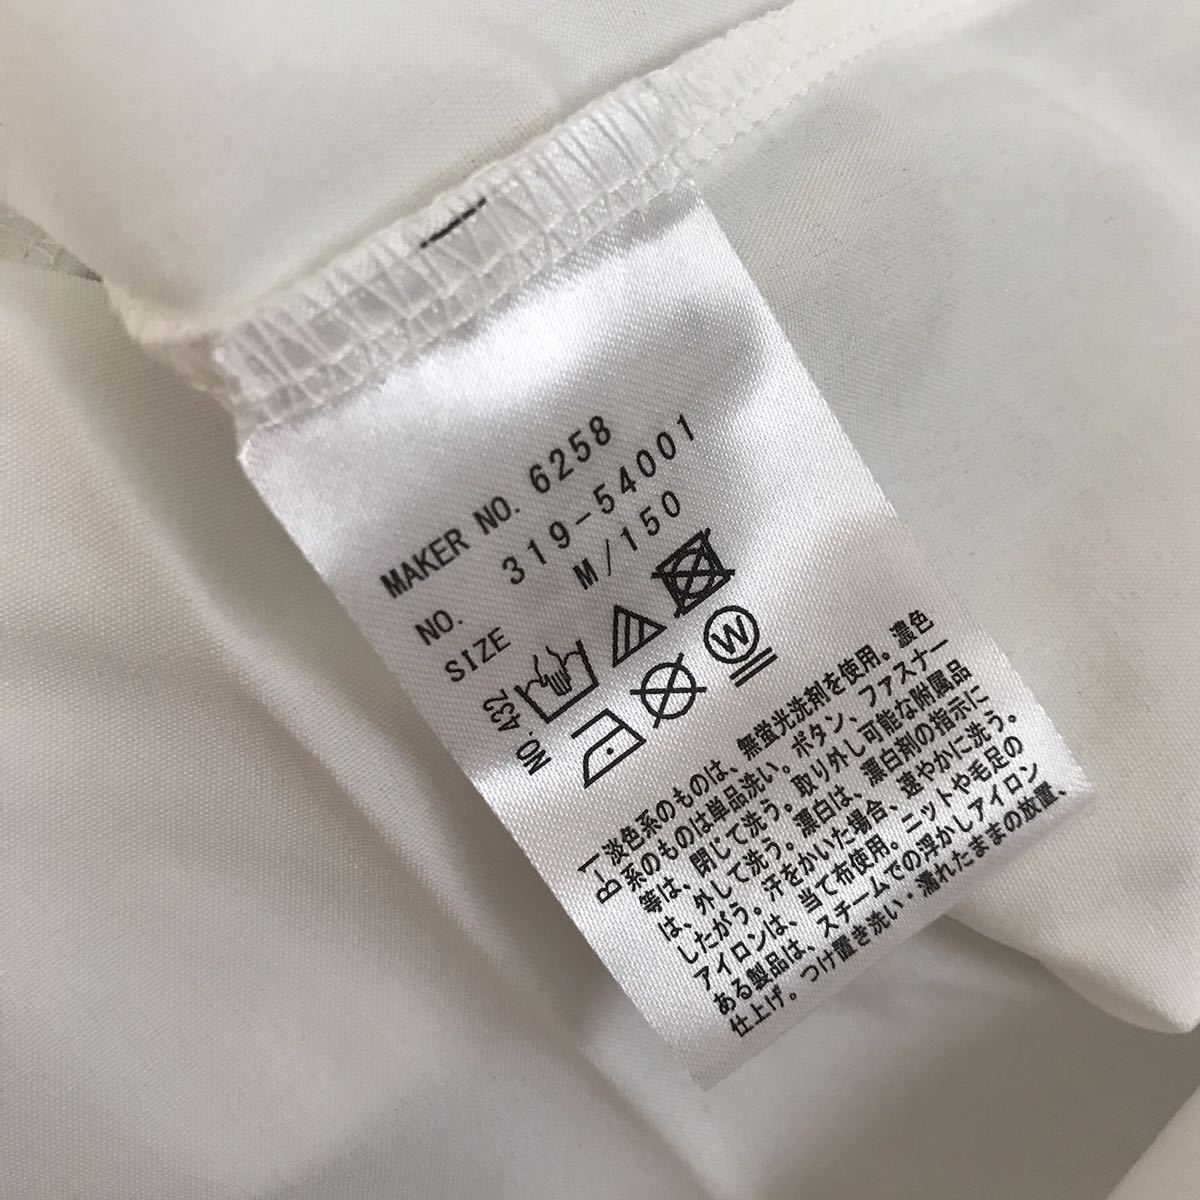 MAKER NO. 6258
NO. 319-54001
SIZE M/150
NO.432
W
B-1 淡色系のものは、無蛍光洗剤を使用。濃色
系のものは単品洗い。ボタン、ファスナー
等は、閉じて洗う。取り外し可能な附属品
は、外して洗う。漂白は、漂白剤の指示に
したがう。汗をかいた場合、速やかに洗う。
アイロンは、当て布使用。ニットや毛足の
ある製品は、スチームでの浮かしアイロン
仕上げ。つけ置き洗い・濡れたままの放置、